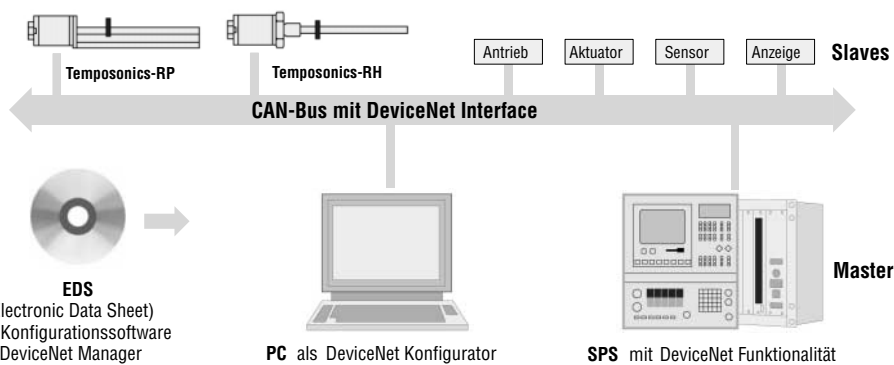 Temposonics-RP
Temposonics-RH
Antrieb
Aktuator
Sensor
Anzeige
Slaves
CAN-Bus mit DeviceNet Interface
EDS
lectronic Data Sheet)
Konfigurationssoftware
DeviceNet Manager
PC als DeviceNet Konfigurator
Master
SPS mit DeviceNet Funktionalität